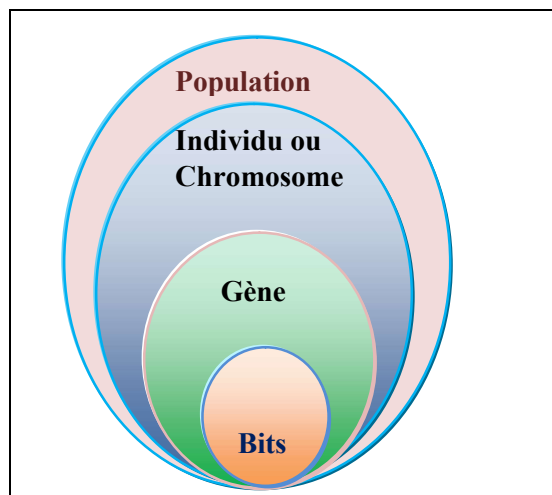 Population
Individu ou
Chromosome
Gène
Bits